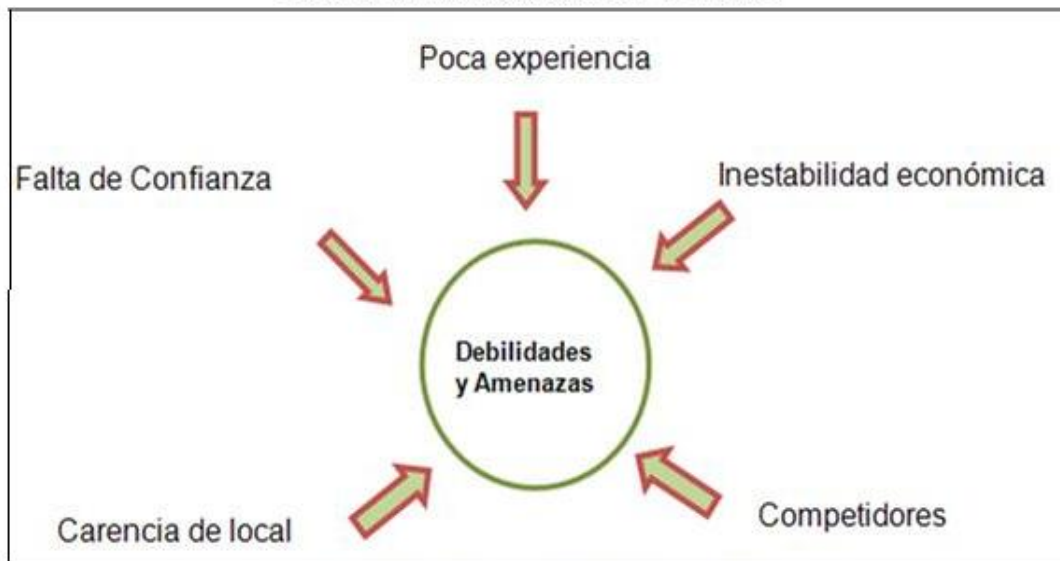 Poca experiencia
Falta de Confianza
Inestabilidad económica
Debilidades
y Amenazas
Carencia de local
Competidores